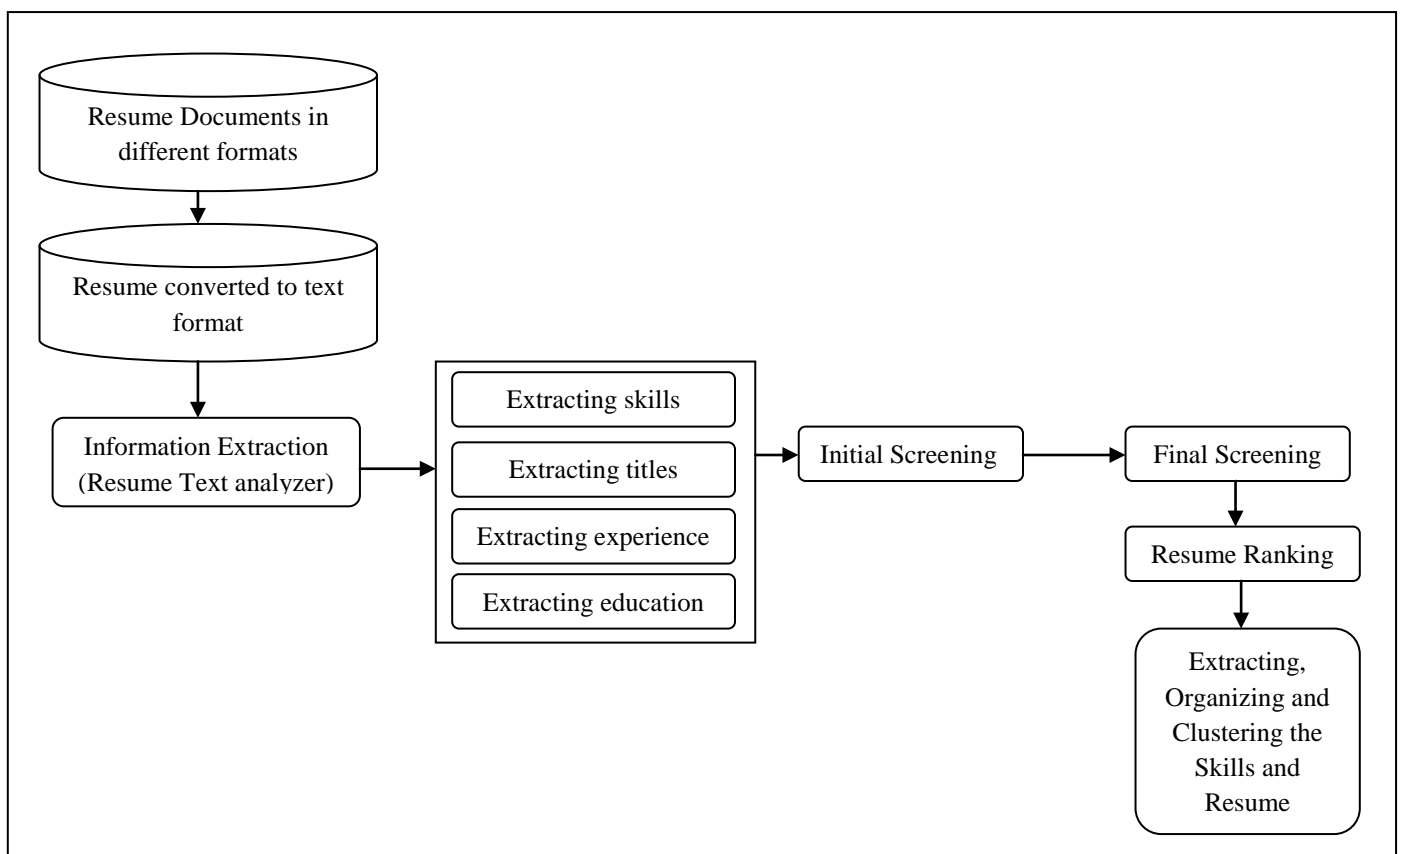 Resume Documents in
different formats
Resume converted to text
format
Information Extraction
(Resume Text analyzer)
Extracting skills
Extracting titles
Extracting experience
Extracting education
Initial Screening
Final Screening
Resume Ranking
Extracting,
Organizing and
Clustering the
Skills and
Resume